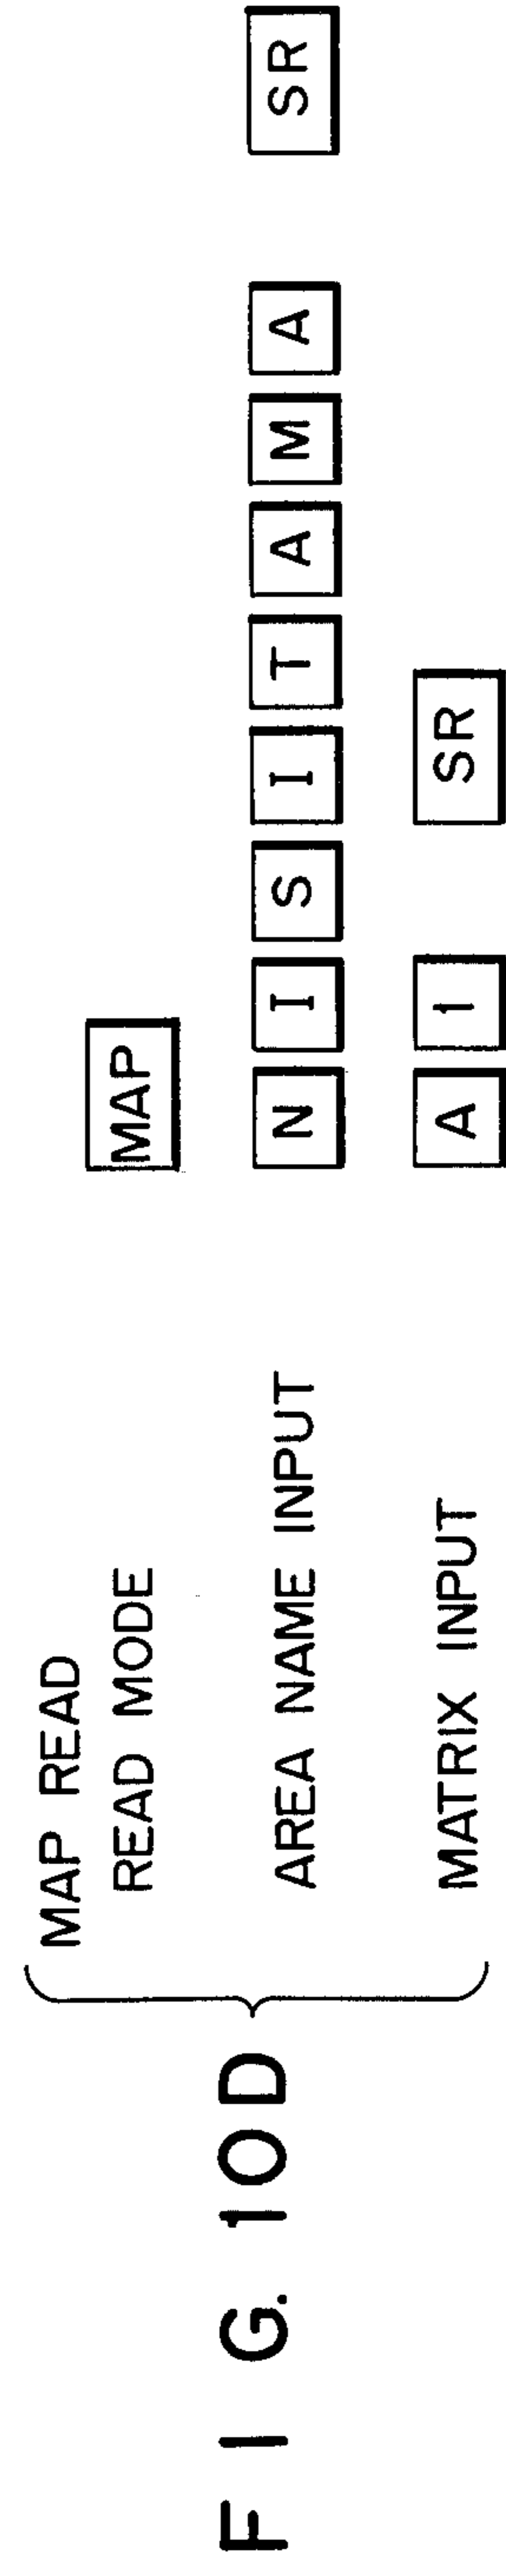 FIG. 10D
MAP READ
READ MODE MAP
AREA NAME INPUT N I S I T A M A SR
MATRIX INPUT A 1 SR